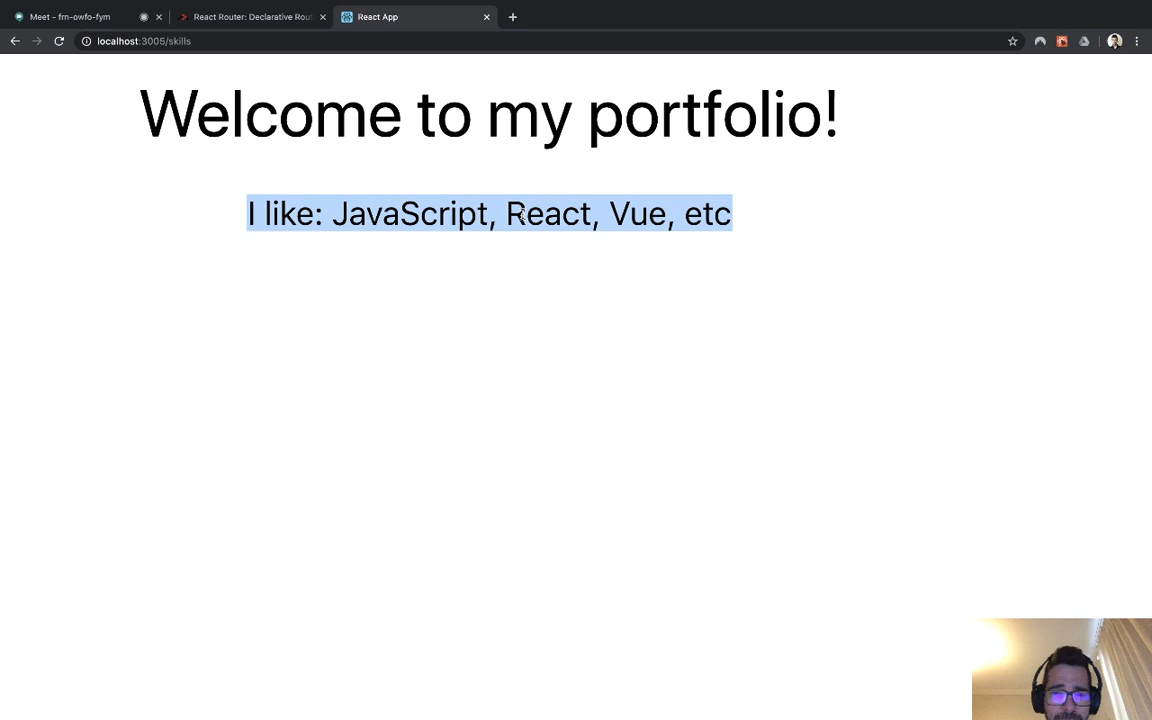 Meet – frn-owfo-fym
React Router: Declarative Rout
React App
localhost:3005/skills
Welcome to my portfolio!
I like: JavaScript, React, Vue, etc